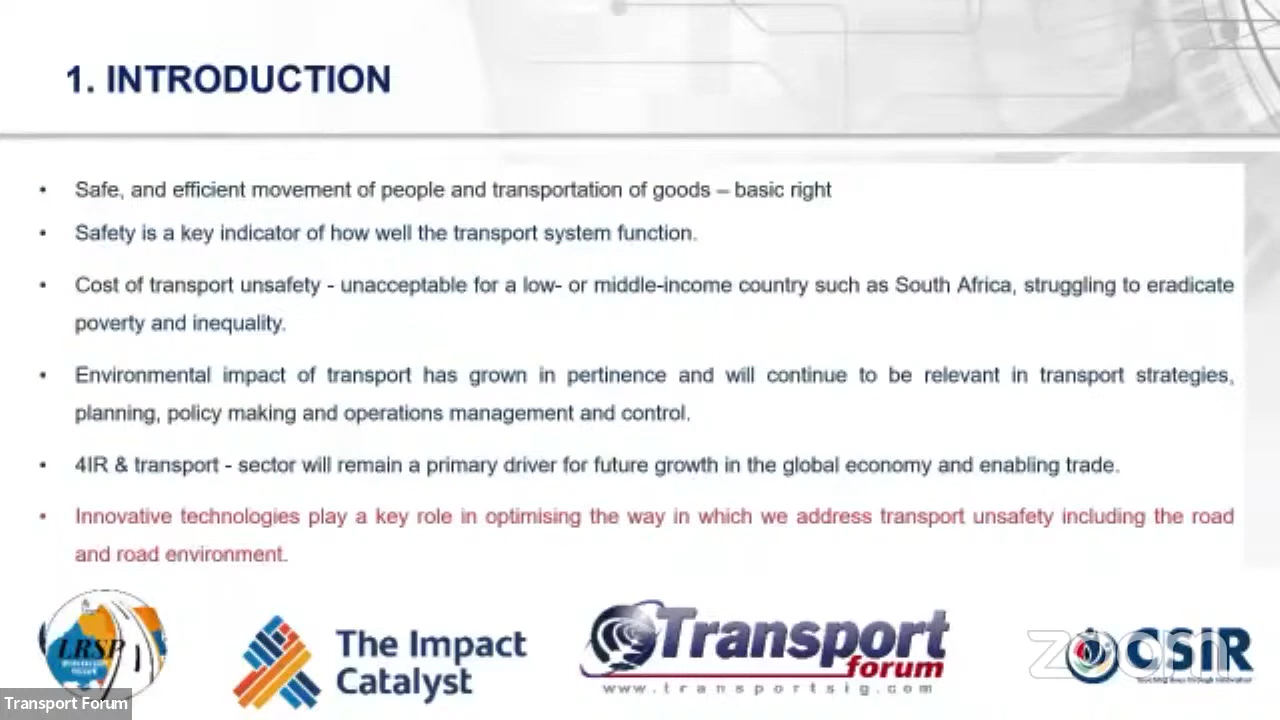 1. INTRODUCTION
• Safe, and efficient movement of people and transportation of goods – basic right
• Safety is a key indicator of how well the transport system function.
• Cost of transport unsafety - unacceptable for a low- or middle-income country such as South Africa, struggling to eradicate
poverty and inequality.
• Environmental impact of transport has grown in pertinence and will continue to be relevant in transport strategies,
planning, policy making and operations management and control.
• 4IR & transport - sector will remain a primary driver for future growth in the global economy and enabling trade.
• Innovative technologies play a key role in optimising the way in which we address transport unsafety including the road
and road environment.
LRSP
The Impact
Catalyst
Transport
forum
www.transportsig.com
zoom
CSIR
Transport Forum